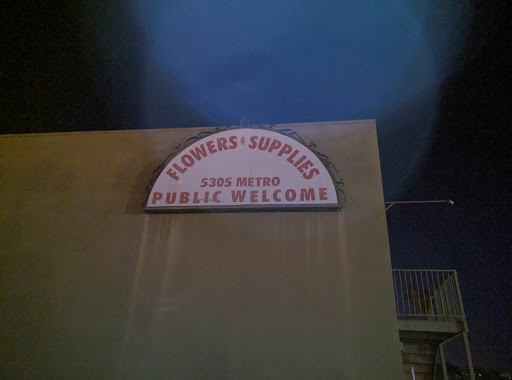 FLOWERS & SUPPLIES
5305 METRO
PUBLIC WELCOME